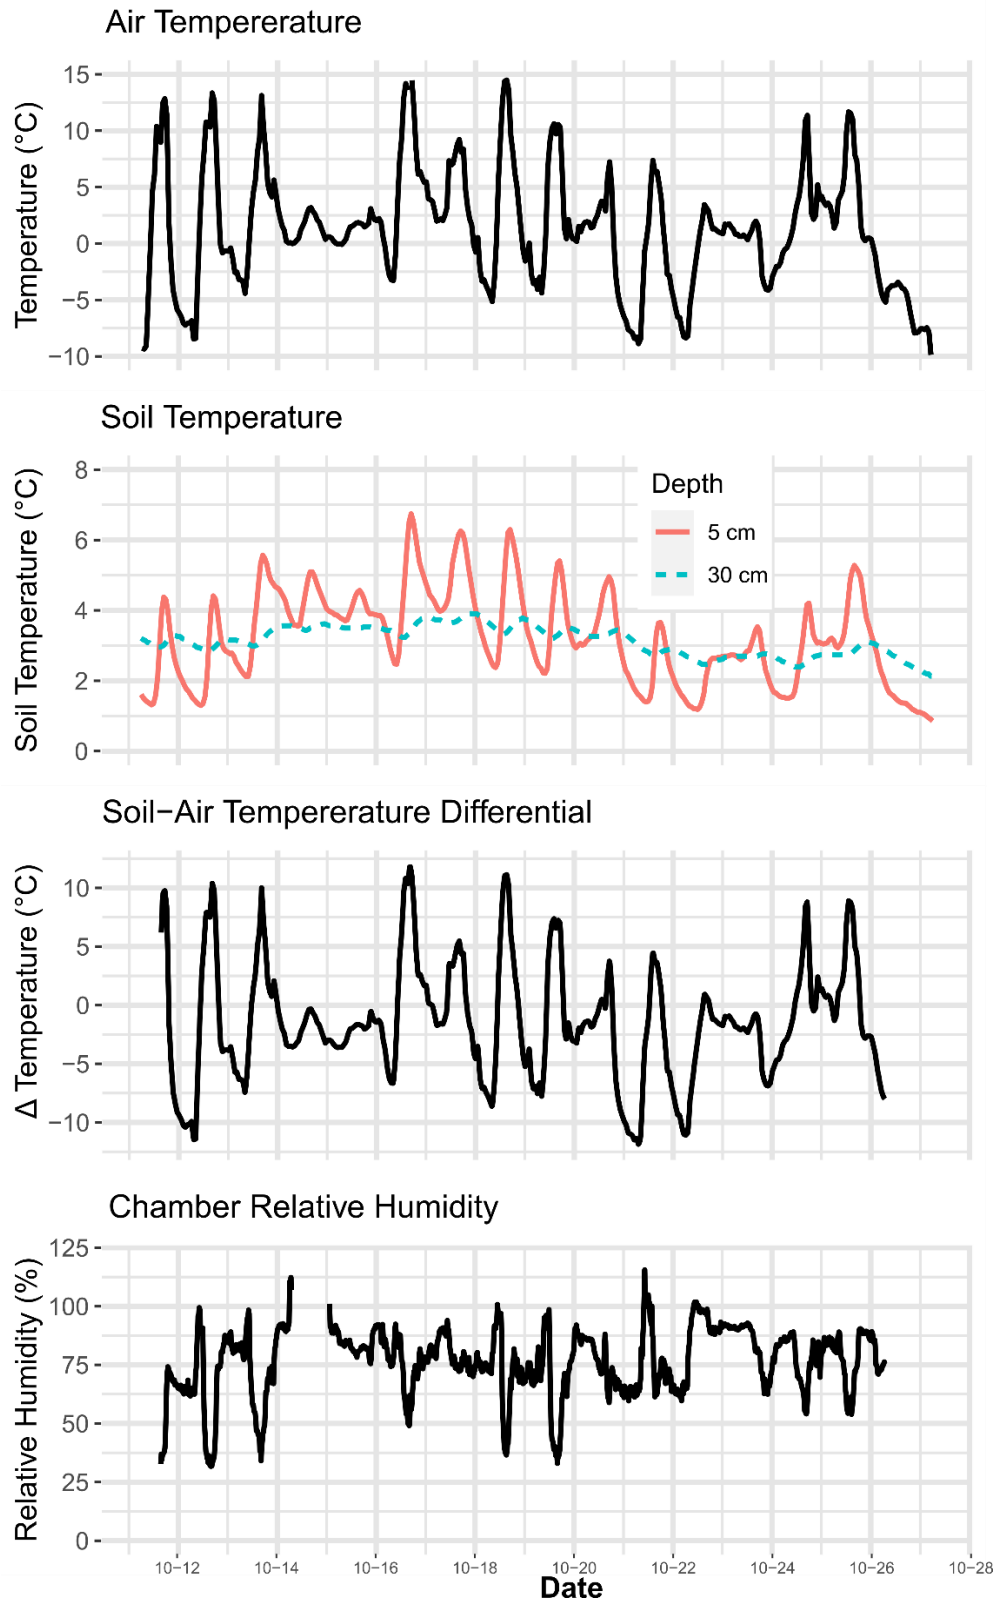 Air Tempererature
Temperature (°C)
15
10
5
0
−5
−10
Soil Temperature
Soil Temperature (°C)
8
6
4
2
0
Depth
5 cm
30 cm
Soil−Air Tempererature Differential
Δ Temperature (°C)
10
5
0
−5
−10
Chamber Relative Humidity
Relative Humidity (%)
125
100
75
50
25
0
10−12 10−14 10−16 10−18 10−20 10−22 10−24 10−26 10−28
Date